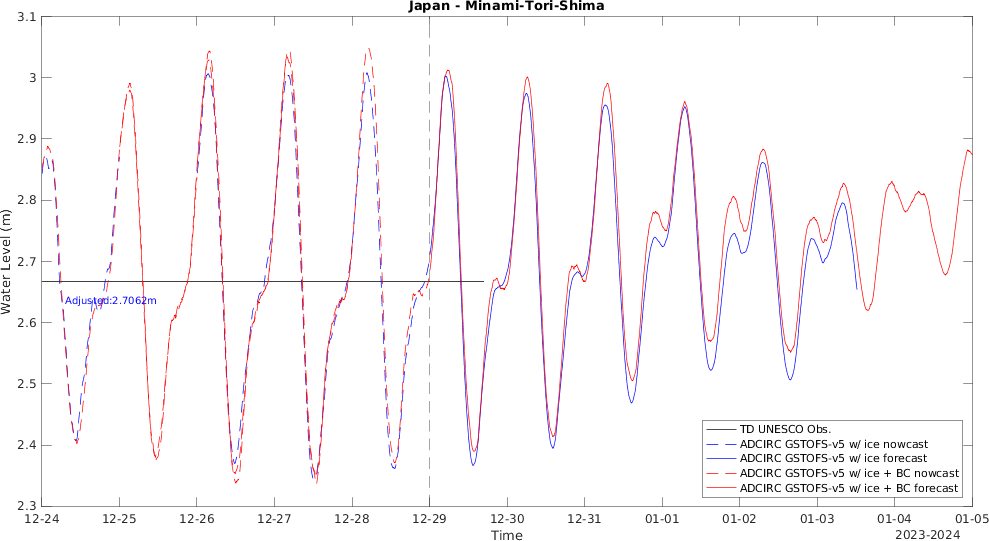 Japan - Minami-Tori-Shima
3.1
3
2.9
2.8
2.7
2.6
2.5
2.4
2.3
Water Level (m)
Adjusted:2.7062m
TD UNESCO Obs.
ADCIRC GSTOFS-v5 w/ ice nowcast
ADCIRC GSTOFS-v5 w/ ice forecast
ADCIRC GSTOFS-v5 w/ ice + BC nowcast
ADCIRC GSTOFS-v5 w/ ice + BC forecast
12-24 12-25 12-26 12-27 12-28 12-29 12-30 12-31 01-01 01-02 01-03 01-04 01-05
Time
2023-2024